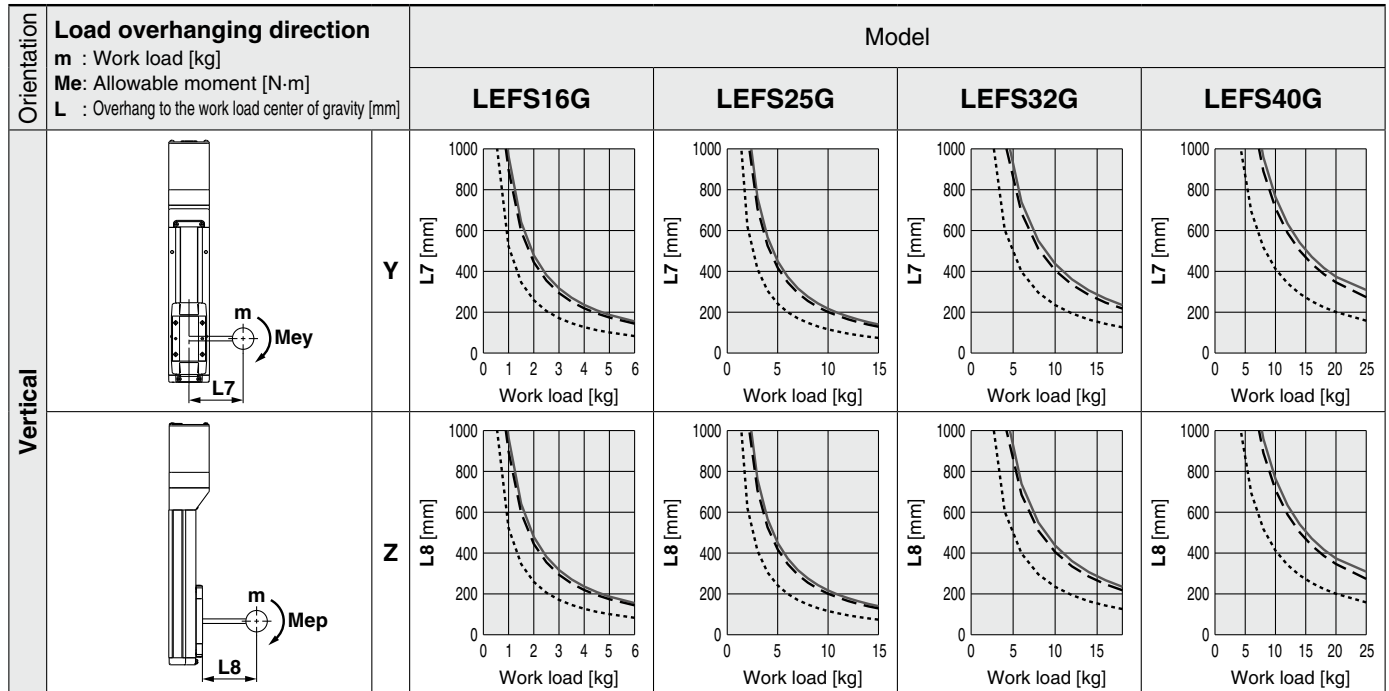 Orientation
Load overhanging direction
m : Work load [kg]
Me: Allowable moment [N·m]
L : Overhang to the work load center of gravity [mm]
Model
LEFS16G LEFS25G LEFS32G LEFS40G
Vertical
m
Mey
L7
Y
L7 [mm]
1000
800
600
400
200
0
0 1 2 3 4 5 6
Work load [kg]
L7 [mm]
1000
800
600
400
200
0
0 5 10 15
Work load [kg]
L7 [mm]
1000
800
600
400
200
0
0 5 10 15
Work load [kg]
L7 [mm]
1000
800
600
400
200
0
0 5 10 15 20 25
Work load [kg]
m
Mep
L8
Z
L8 [mm]
1000
800
600
400
200
0
0 1 2 3 4 5 6
Work load [kg]
L8 [mm]
1000
800
600
400
200
0
0 5 10 15
Work load [kg]
L8 [mm]
1000
800
600
400
200
0
0 5 10 15
Work load [kg]
L8 [mm]
1000
800
600
400
200
0
0 5 10 15 20 25
Work load [kg]